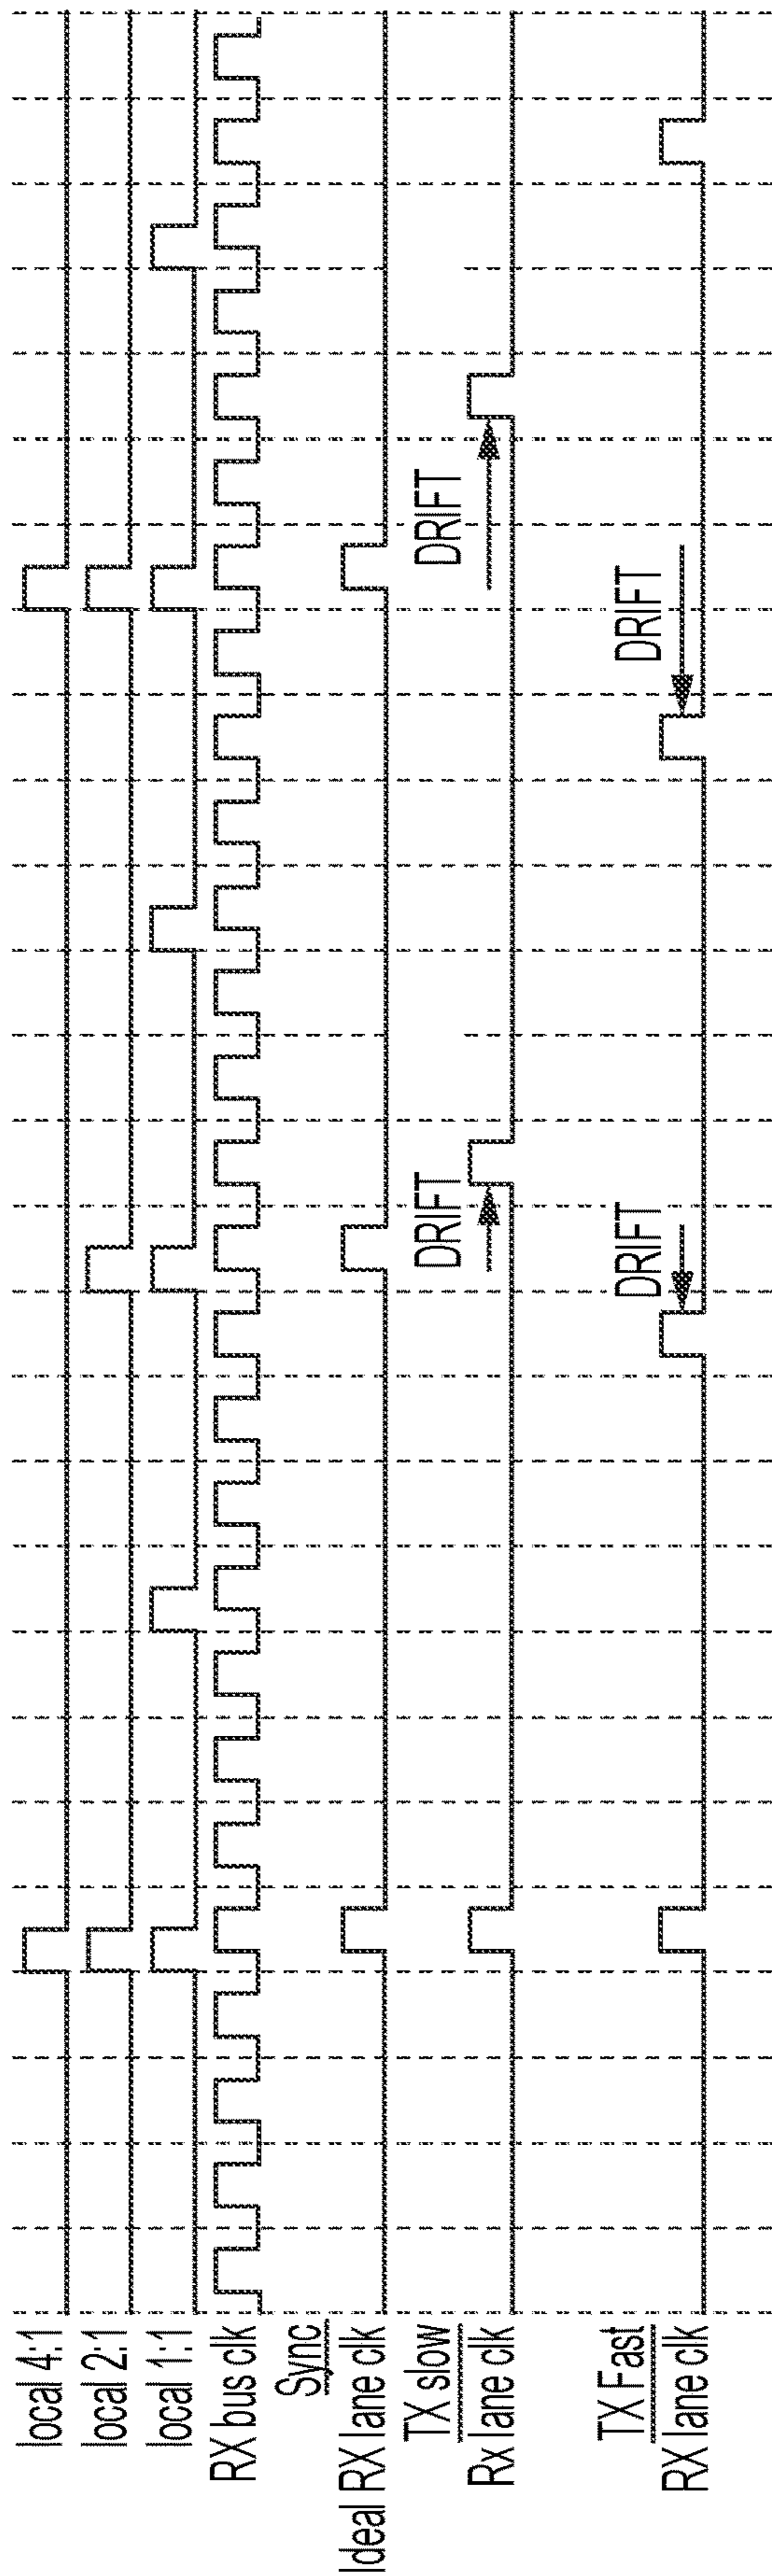 local 4:1
local 2:1
local 1:1
RX bus clk
Sync
Ideal RX lane clk
TX slow
DRIFT
DRIFT
Rx lane clk
TX Fast
DRIFT
DRIFT
RX lane clk